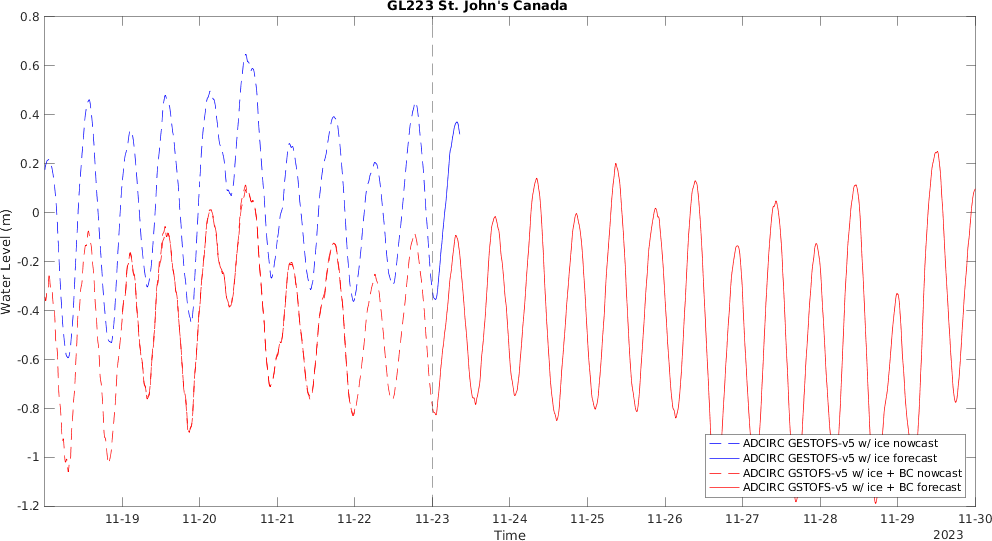 GL223 St. John's Canada
0.8
0.6
0.4
0.2
0
-0.2
-0.4
-0.6
-0.8
-1
-1.2
Water Level (m)
ADCIRC GESTOFS-v5 w/ ice nowcast
ADCIRC GESTOFS-v5 w/ ice forecast
ADCIRC GSTOFS-v5 w/ ice + BC nowcast
ADCIRC GSTOFS-v5 w/ ice + BC forecast
11-19 11-20 11-21 11-22 11-23 11-24 11-25 11-26 11-27 11-28 11-29 11-30
Time
2023